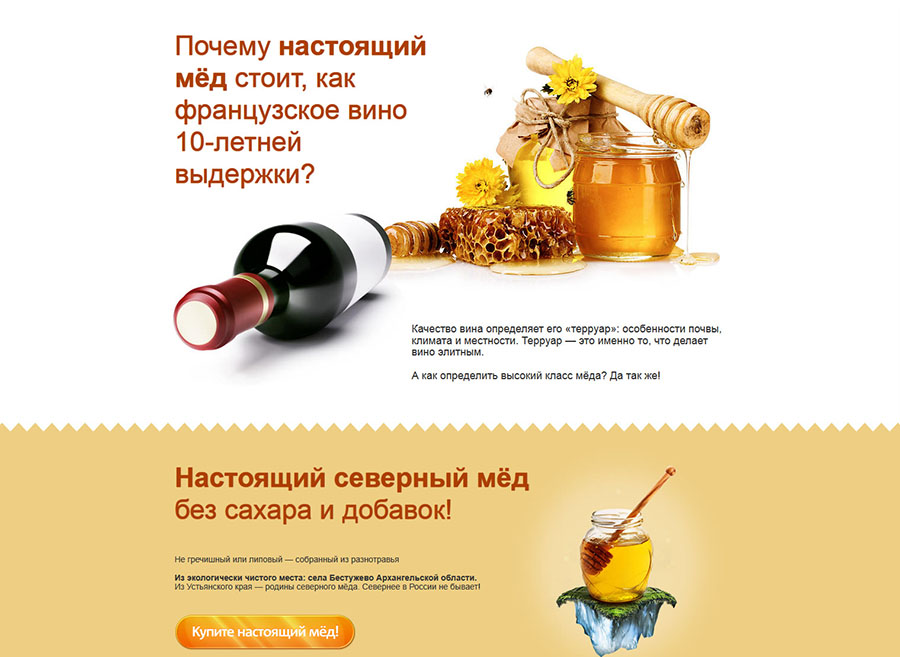 Почему настоящий
мёд стоит, как
французское вино
10-летней
выдержки?
Качество вина определяет его «терруар»: особенности почвы,
климата и местности. Терруар — это именно то, что делает
вино элитным.
А как определить высокий класс мёда? Да так же!
Настоящий северный мёд
без сахара и добавок!
Не гречишный или липовый — собранный из разнотравья
Из экологически чистого места: села Бестужево Архангельской области.
Из Устьянского края — родины северного мёда. Севернее в России не бывает!
Купите настоящий мёд!